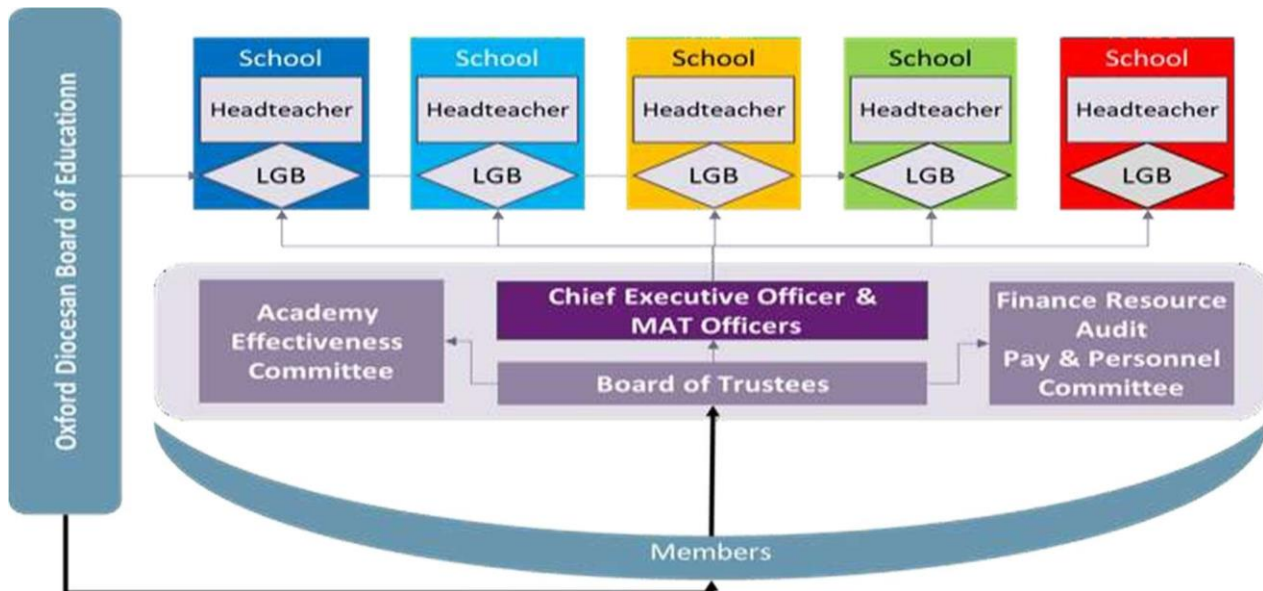 Oxford Diocesan Board of Educationn
School
Headteacher
LGB
School
Headteacher
LGB
School
Headteacher
LGB
School
Headteacher
LGB
School
Headteacher
LGB
Academy
Effectiveness
Committee
Chief Executive Officer &
MAT Officers
Board of Trustees
Finance Resource
Audit
Pay & Personnel
Committee
Members